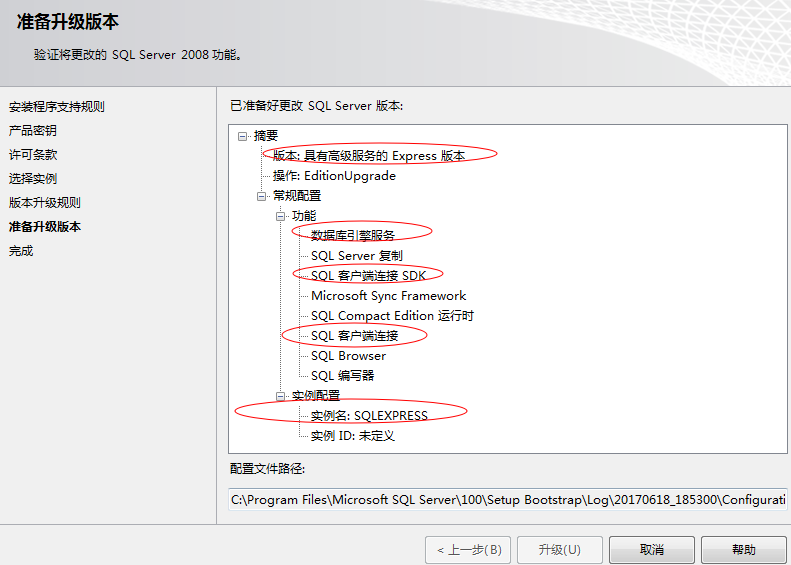 准备升级版本
验证将更改的 SQL Server 2008 功能。
安装程序支持规则
产品密钥
许可条款
选择实例
版本升级规则
准备升级版本
完成
已准备好更改 SQL Server 版本:
摘要
版本: 具有高级服务的 Express 版本
操作: EditionUpgrade
常规配置
功能
数据库引擎服务
SQL Server 复制
SQL 客户端连接 SDK
Microsoft Sync Framework
SQL Compact Edition 运行时
SQL 客户端连接
SQL Browser
SQL 编写器
实例配置
实例名: SQLEXPRESS
实例 ID: 未定义
配置文件路径:
C:\Program Files\Microsoft SQL Server\100\Setup Bootstrap\Log\20170618_185300\Configurati
< 上一步(B) 升级(U) 取消 帮助